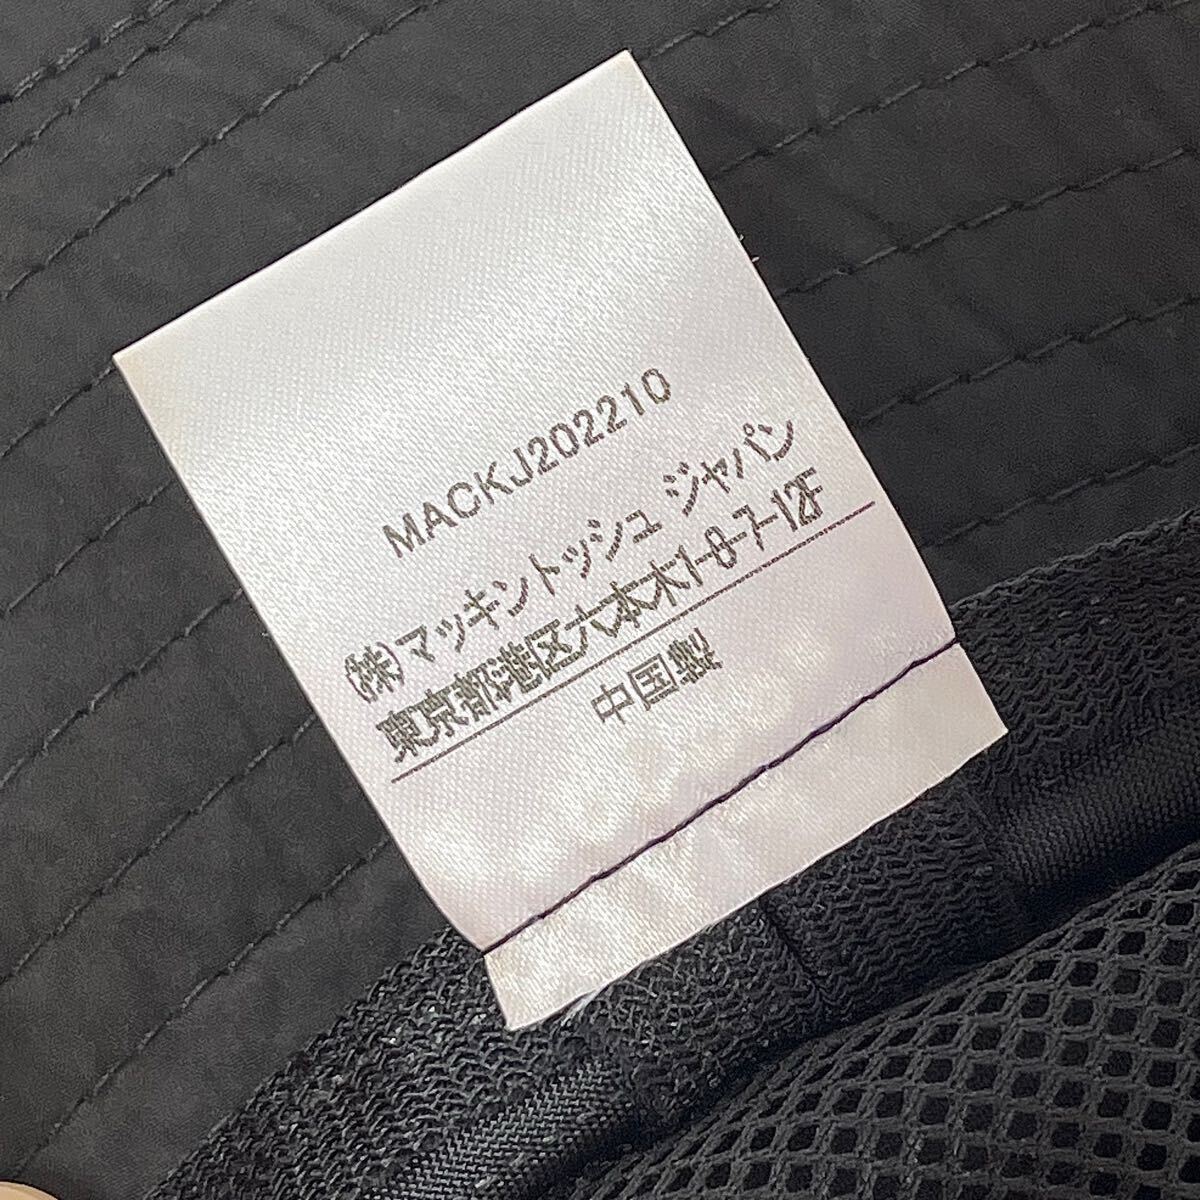 MACKJ202210
(株)マッキントッシュ ジャパン
東京都港区六本木1-8-7-12F
中国製